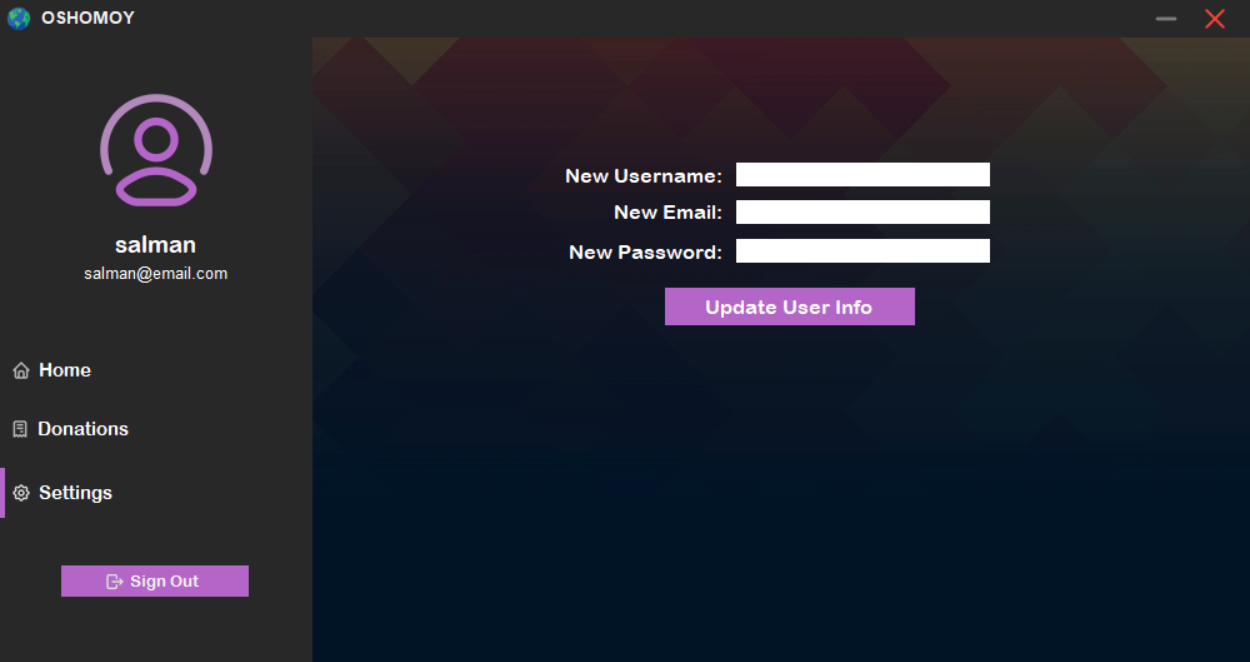 OSHOMOY
salman
salman@email.com
Home
Donations
Settings
Sign Out
New Username:
New Email:
New Password:
Update User Info